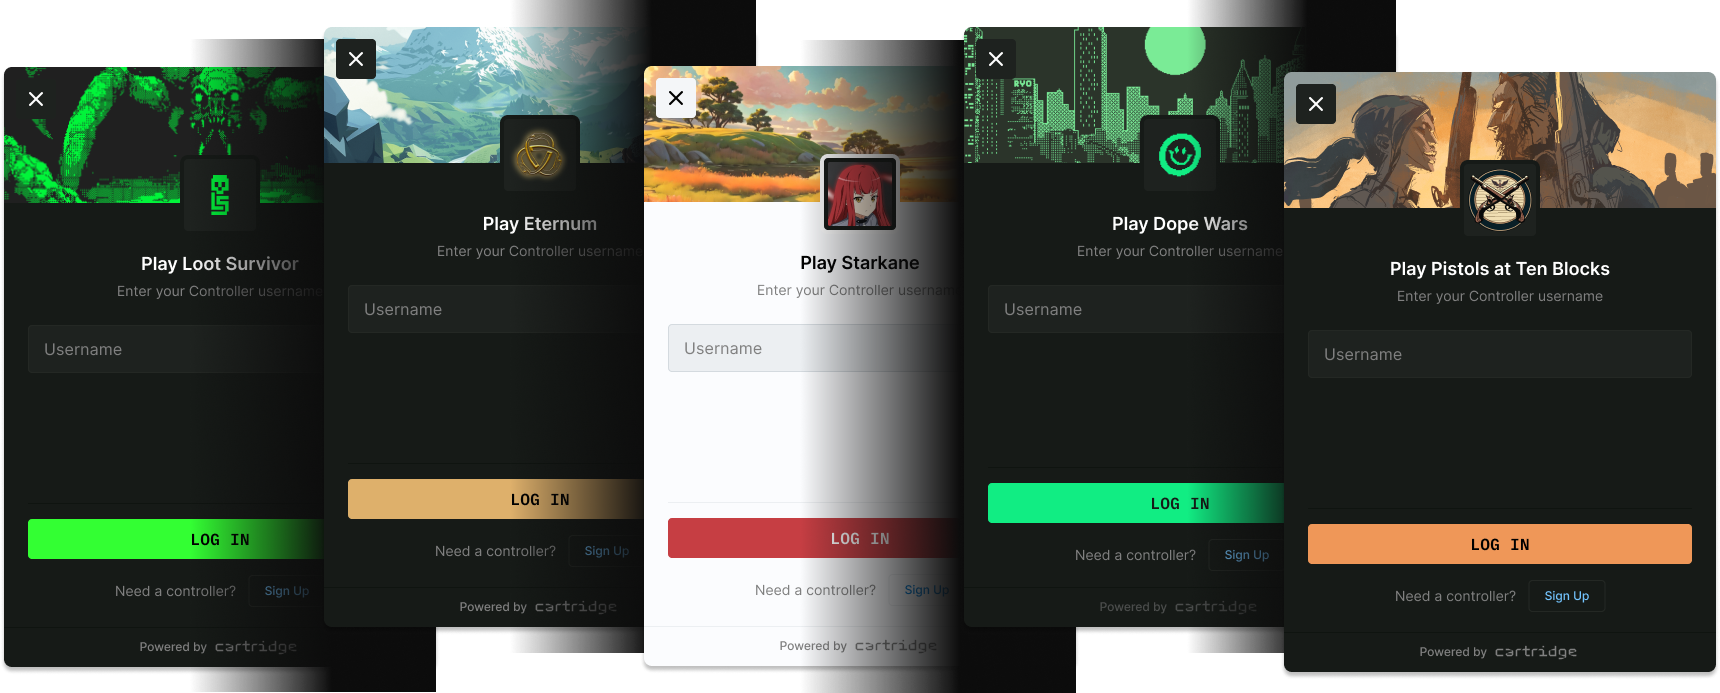 Play Loot Survivor
Enter your Controller username
Username
LOG IN
Need a controller? Sign Up
Powered by cartridge
Play Eternum
Enter your Controller username
Username
LOG IN
Need a controller? Sign Up
Powered by cartridge
Play Starkane
Enter your Controller username
Username
LOG IN
Need a controller? Sign Up
Powered by cartridge
RYO
Play Dope Wars
Enter your Controller username
Username
LOG IN
Need a controller? Sign Up
Powered by cartridge
Play Pistols at Ten Blocks
Enter your Controller username
Username
LOG IN
Need a controller? Sign Up
Powered by cartridge